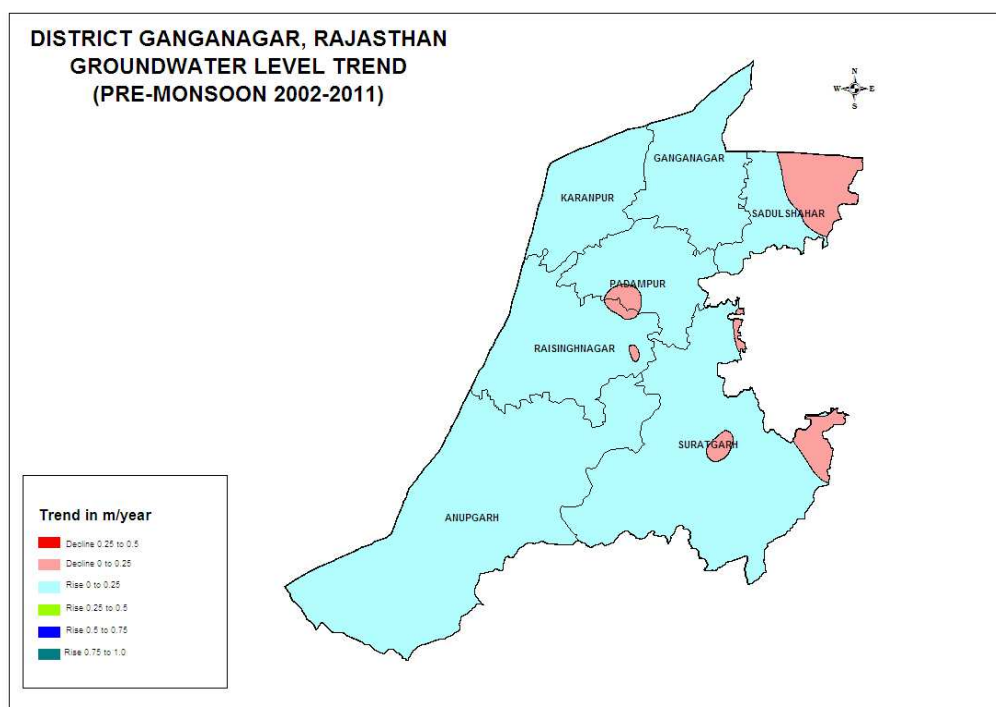 DISTRICT GANGANAGAR, RAJASTHAN
GROUNDWATER LEVEL TREND
(PRE-MONSOON 2002-2011)
N
W E
S
GANGANAGAR
KARANPUR
SADULSHAHAR
PADAMPUR
RAISINGHNAGAR
SURATGARH
ANUPGARH
Trend in m/year
Decline 0.25 to 0.5
Decline 0 to 0.25
Rise 0 to 0.25
Rise 0.25 to 0.5
Rise 0.5 to 0.75
Rise 0.75 to 1.0